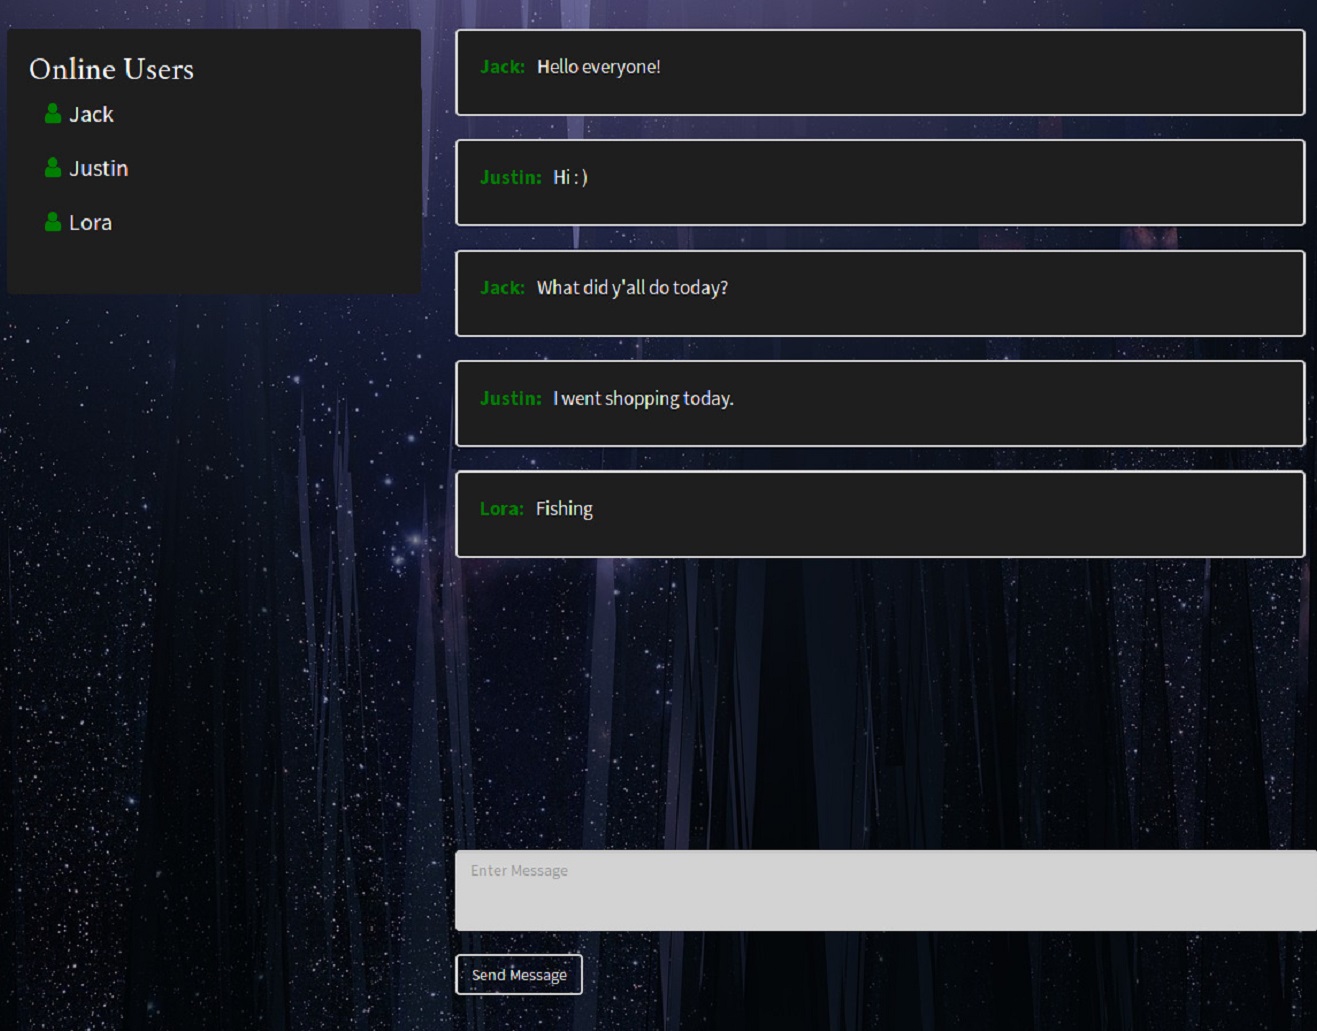 Online Users
Jack
Justin
Lora
Jack: Hello everyone!
Justin: Hi :)
Jack: What did y'all do today?
Justin: I went shopping today.
Lora: Fishing
Enter Message
Send Message